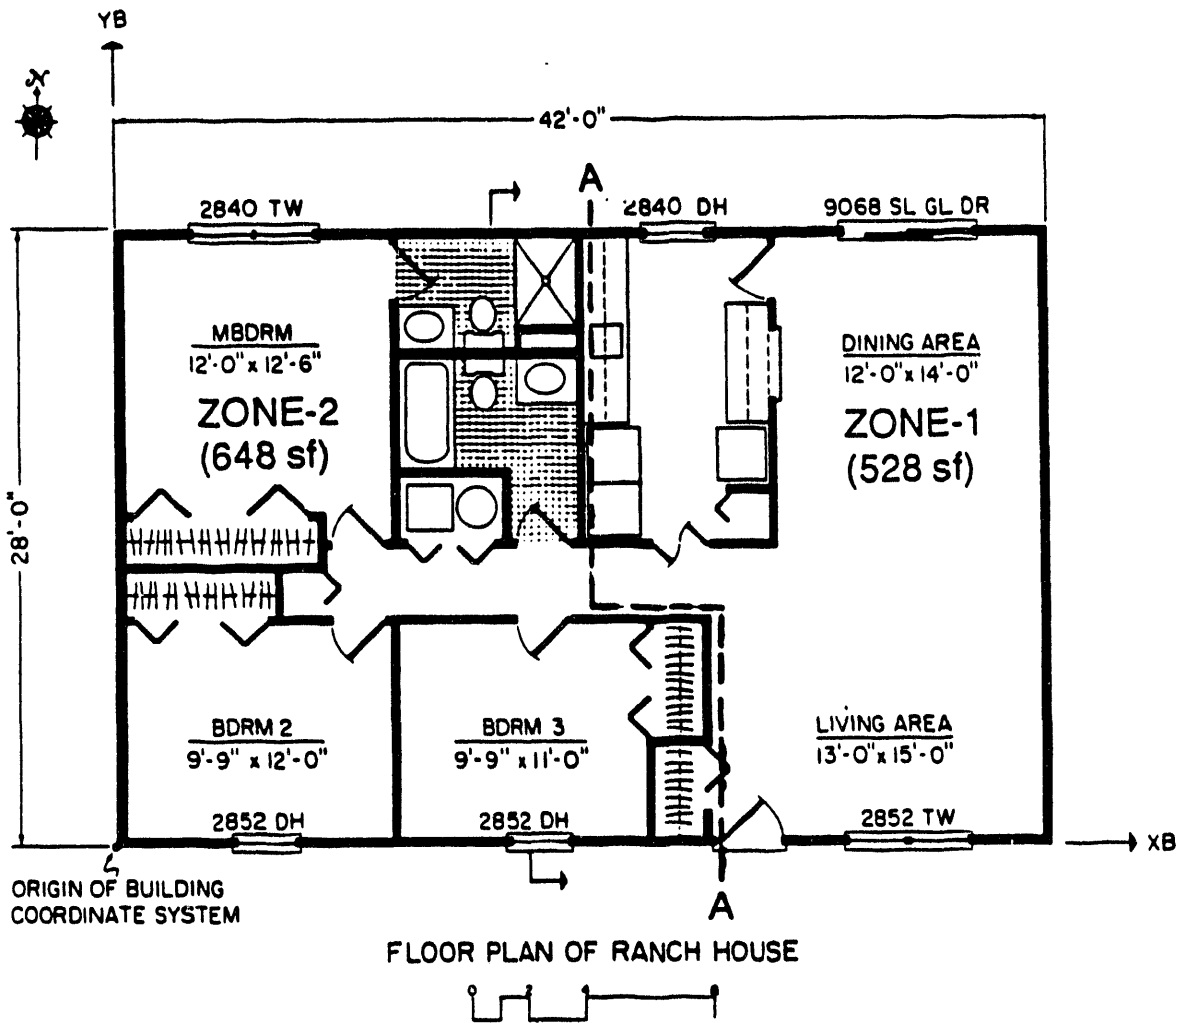 YB
N
42'-0"
A
2840 TW
2840 DH
9068 SL GL DR
MBDRM
12'-0" x 12'-6"
ZONE-2
(648 sf)
DINING AREA
12'-0" x 14'-0"
ZONE-1
(528 sf)
28'-0"
BDRM 2
9'-9" x 12'-0"
BDRM 3
9'-9" x 11'-0"
LIVING AREA
13'-0" x 15'-0"
2852 DH
2852 DH
2852 TW
XB
ORIGIN OF BUILDING
COORDINATE SYSTEM
A
FLOOR PLAN OF RANCH HOUSE
0 2 4